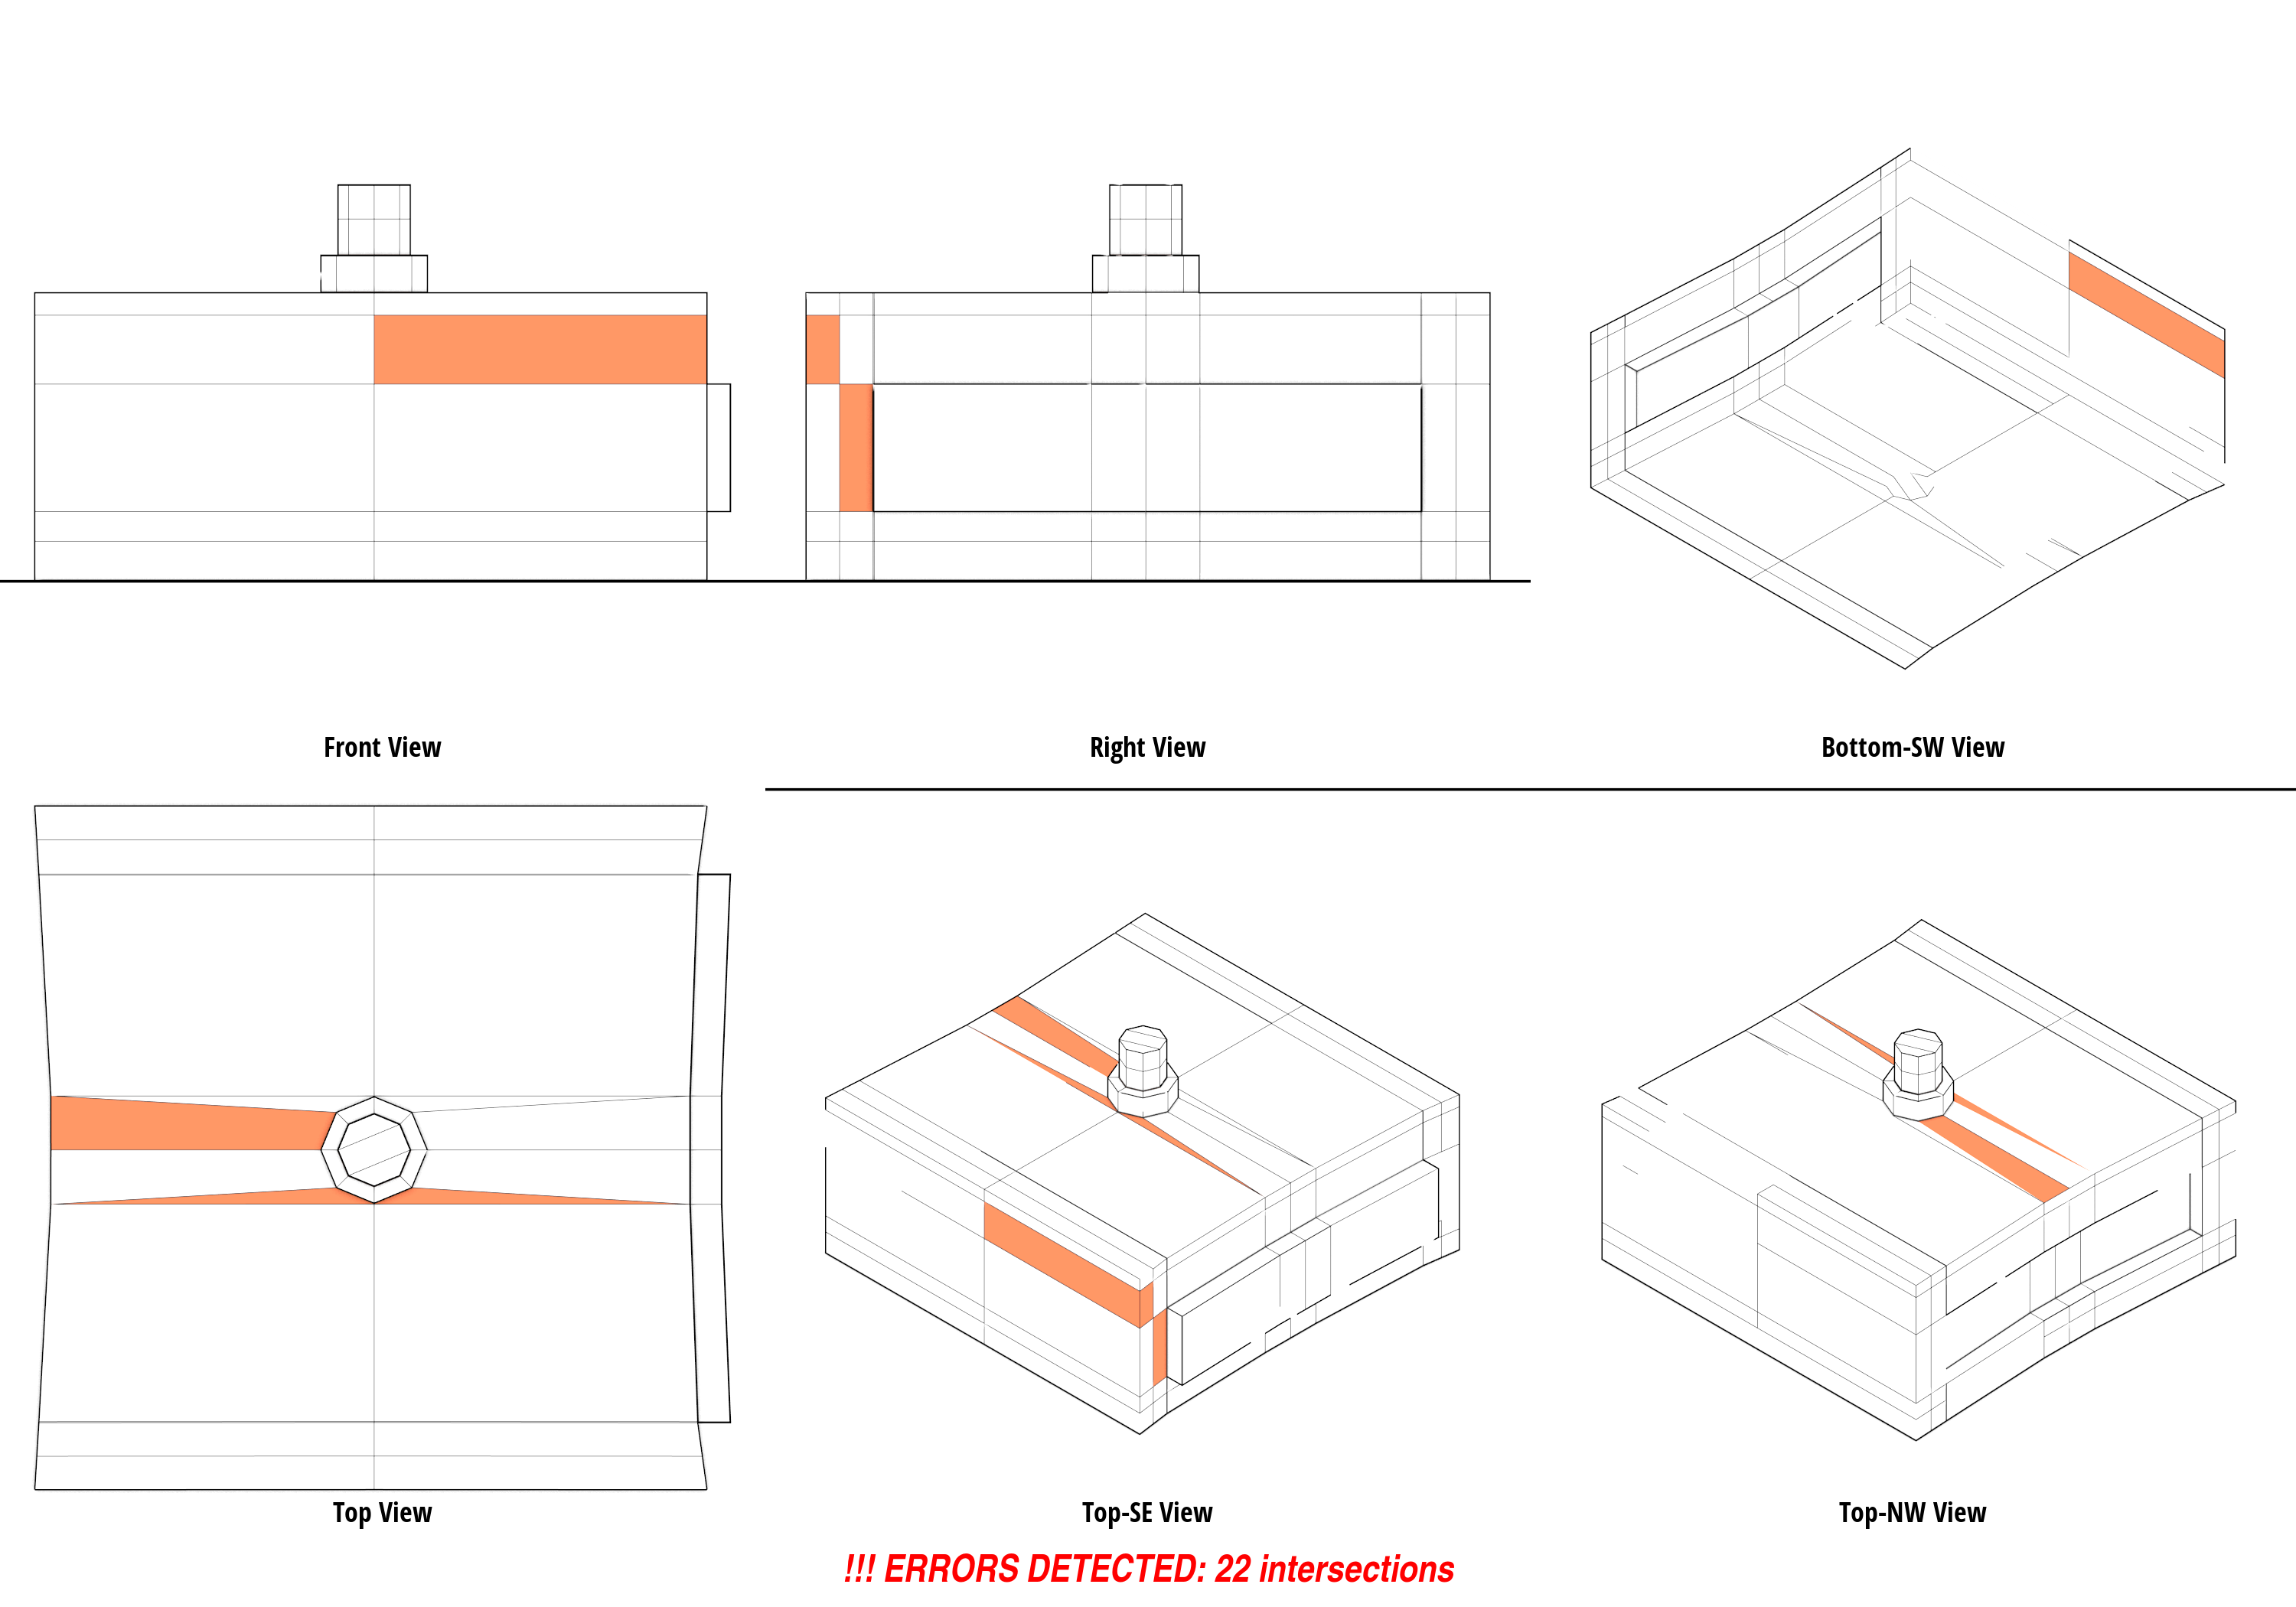 Front View
Right View
Bottom-SW View
Top View
Top-SE View
Top-NW View
!!! ERRORS DETECTED: 22 intersections